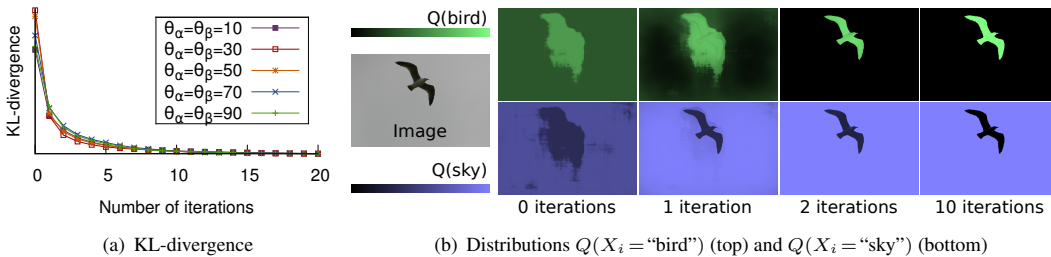 KL-divergence
θα=θβ=10
θα=θβ=30
θα=θβ=50
θα=θβ=70
θα=θβ=90
0 5 10 15 20
Number of iterations
(a) KL-divergence
Q(bird)
Image
Q(sky)
0 iterations 1 iteration 2 iterations 10 iterations
(b) Distributions Q(Xi = “bird”) (top) and Q(Xi = “sky”) (bottom)